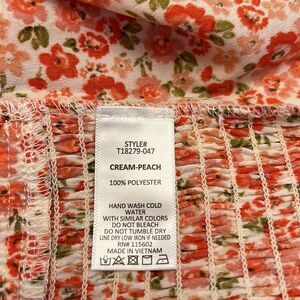 STYLE#
T18279-047
CREAM-PEACH
100% POLYESTER
HAND WASH COLD
WATER
WITH SIMILAR COLORS
DO NOT BLEACH
DO NOT TUMBLE DRY
LINE DRY LOW IRON IF NEEDED
RN# 115602
MADE IN VIETNAM